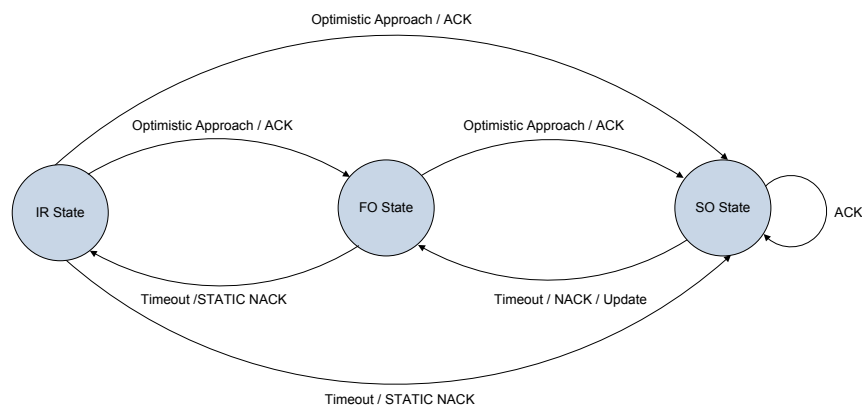 Optimistic Approach / ACK
Optimistic Approach / ACK
Optimistic Approach / ACK
IR State
FO State
SO State
ACK
Timeout /STATIC NACK
Timeout / NACK / Update
Timeout / STATIC NACK